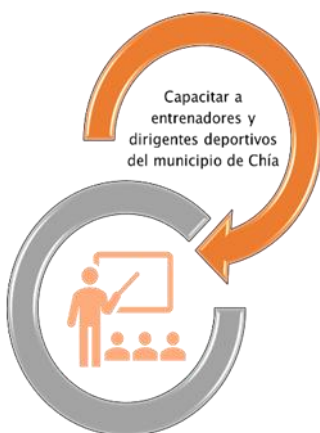 Capacitar a
entrenadores y
dirigentes deportivos
del municipio de Chía